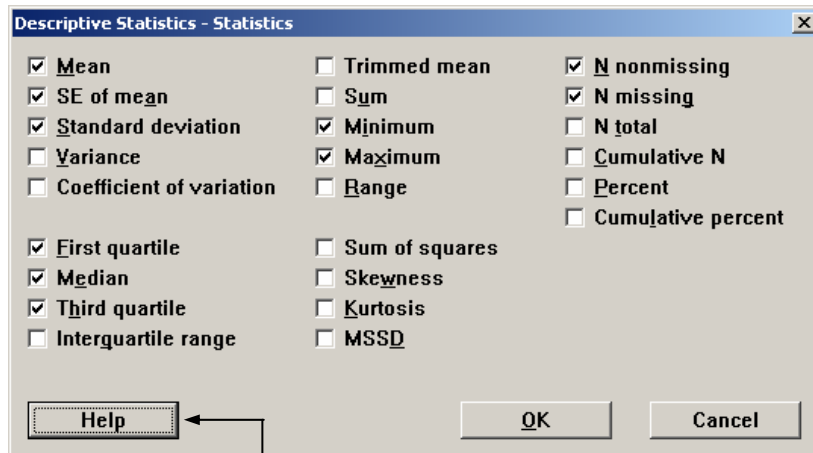 Descriptive Statistics - Statistics
Mean
SE of mean
Standard deviation
Variance
Coefficient of variation
First quartile
Median
Third quartile
Interquartile range
Trimmed mean
Sum
Minimum
Maximum
Range
Sum of squares
Skewness
Kurtosis
MSSD
N nonmissing
N missing
N total
Cumulative N
Percent
Cumulative percent
Help
OK
Cancel